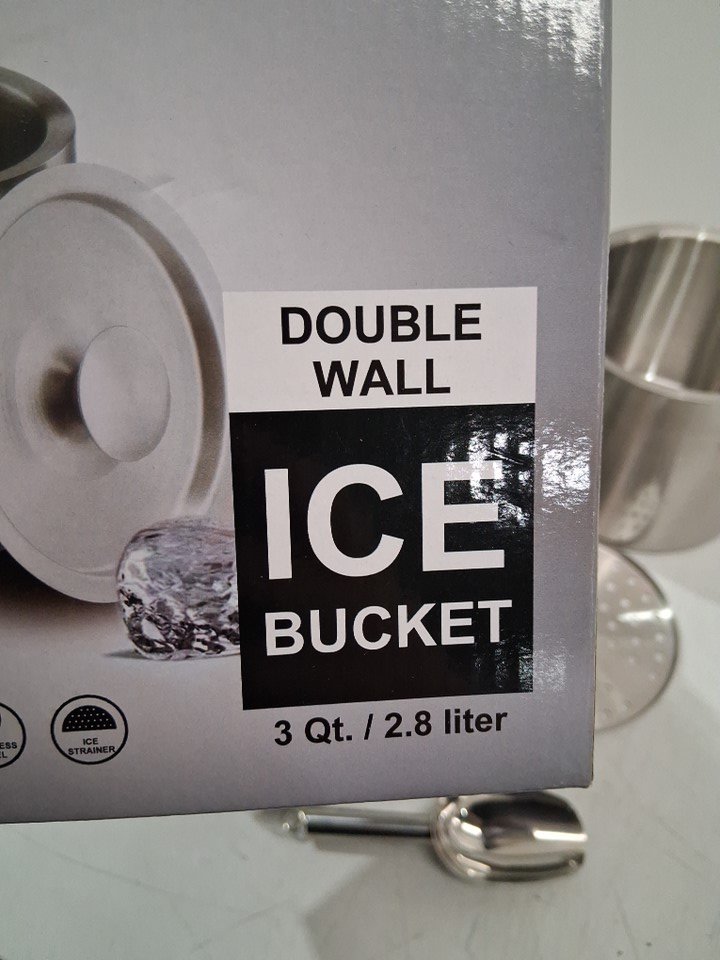 DOUBLE
WALL
ICE
BUCKET
3 Qt. / 2.8 liter
ICE
STRAINER